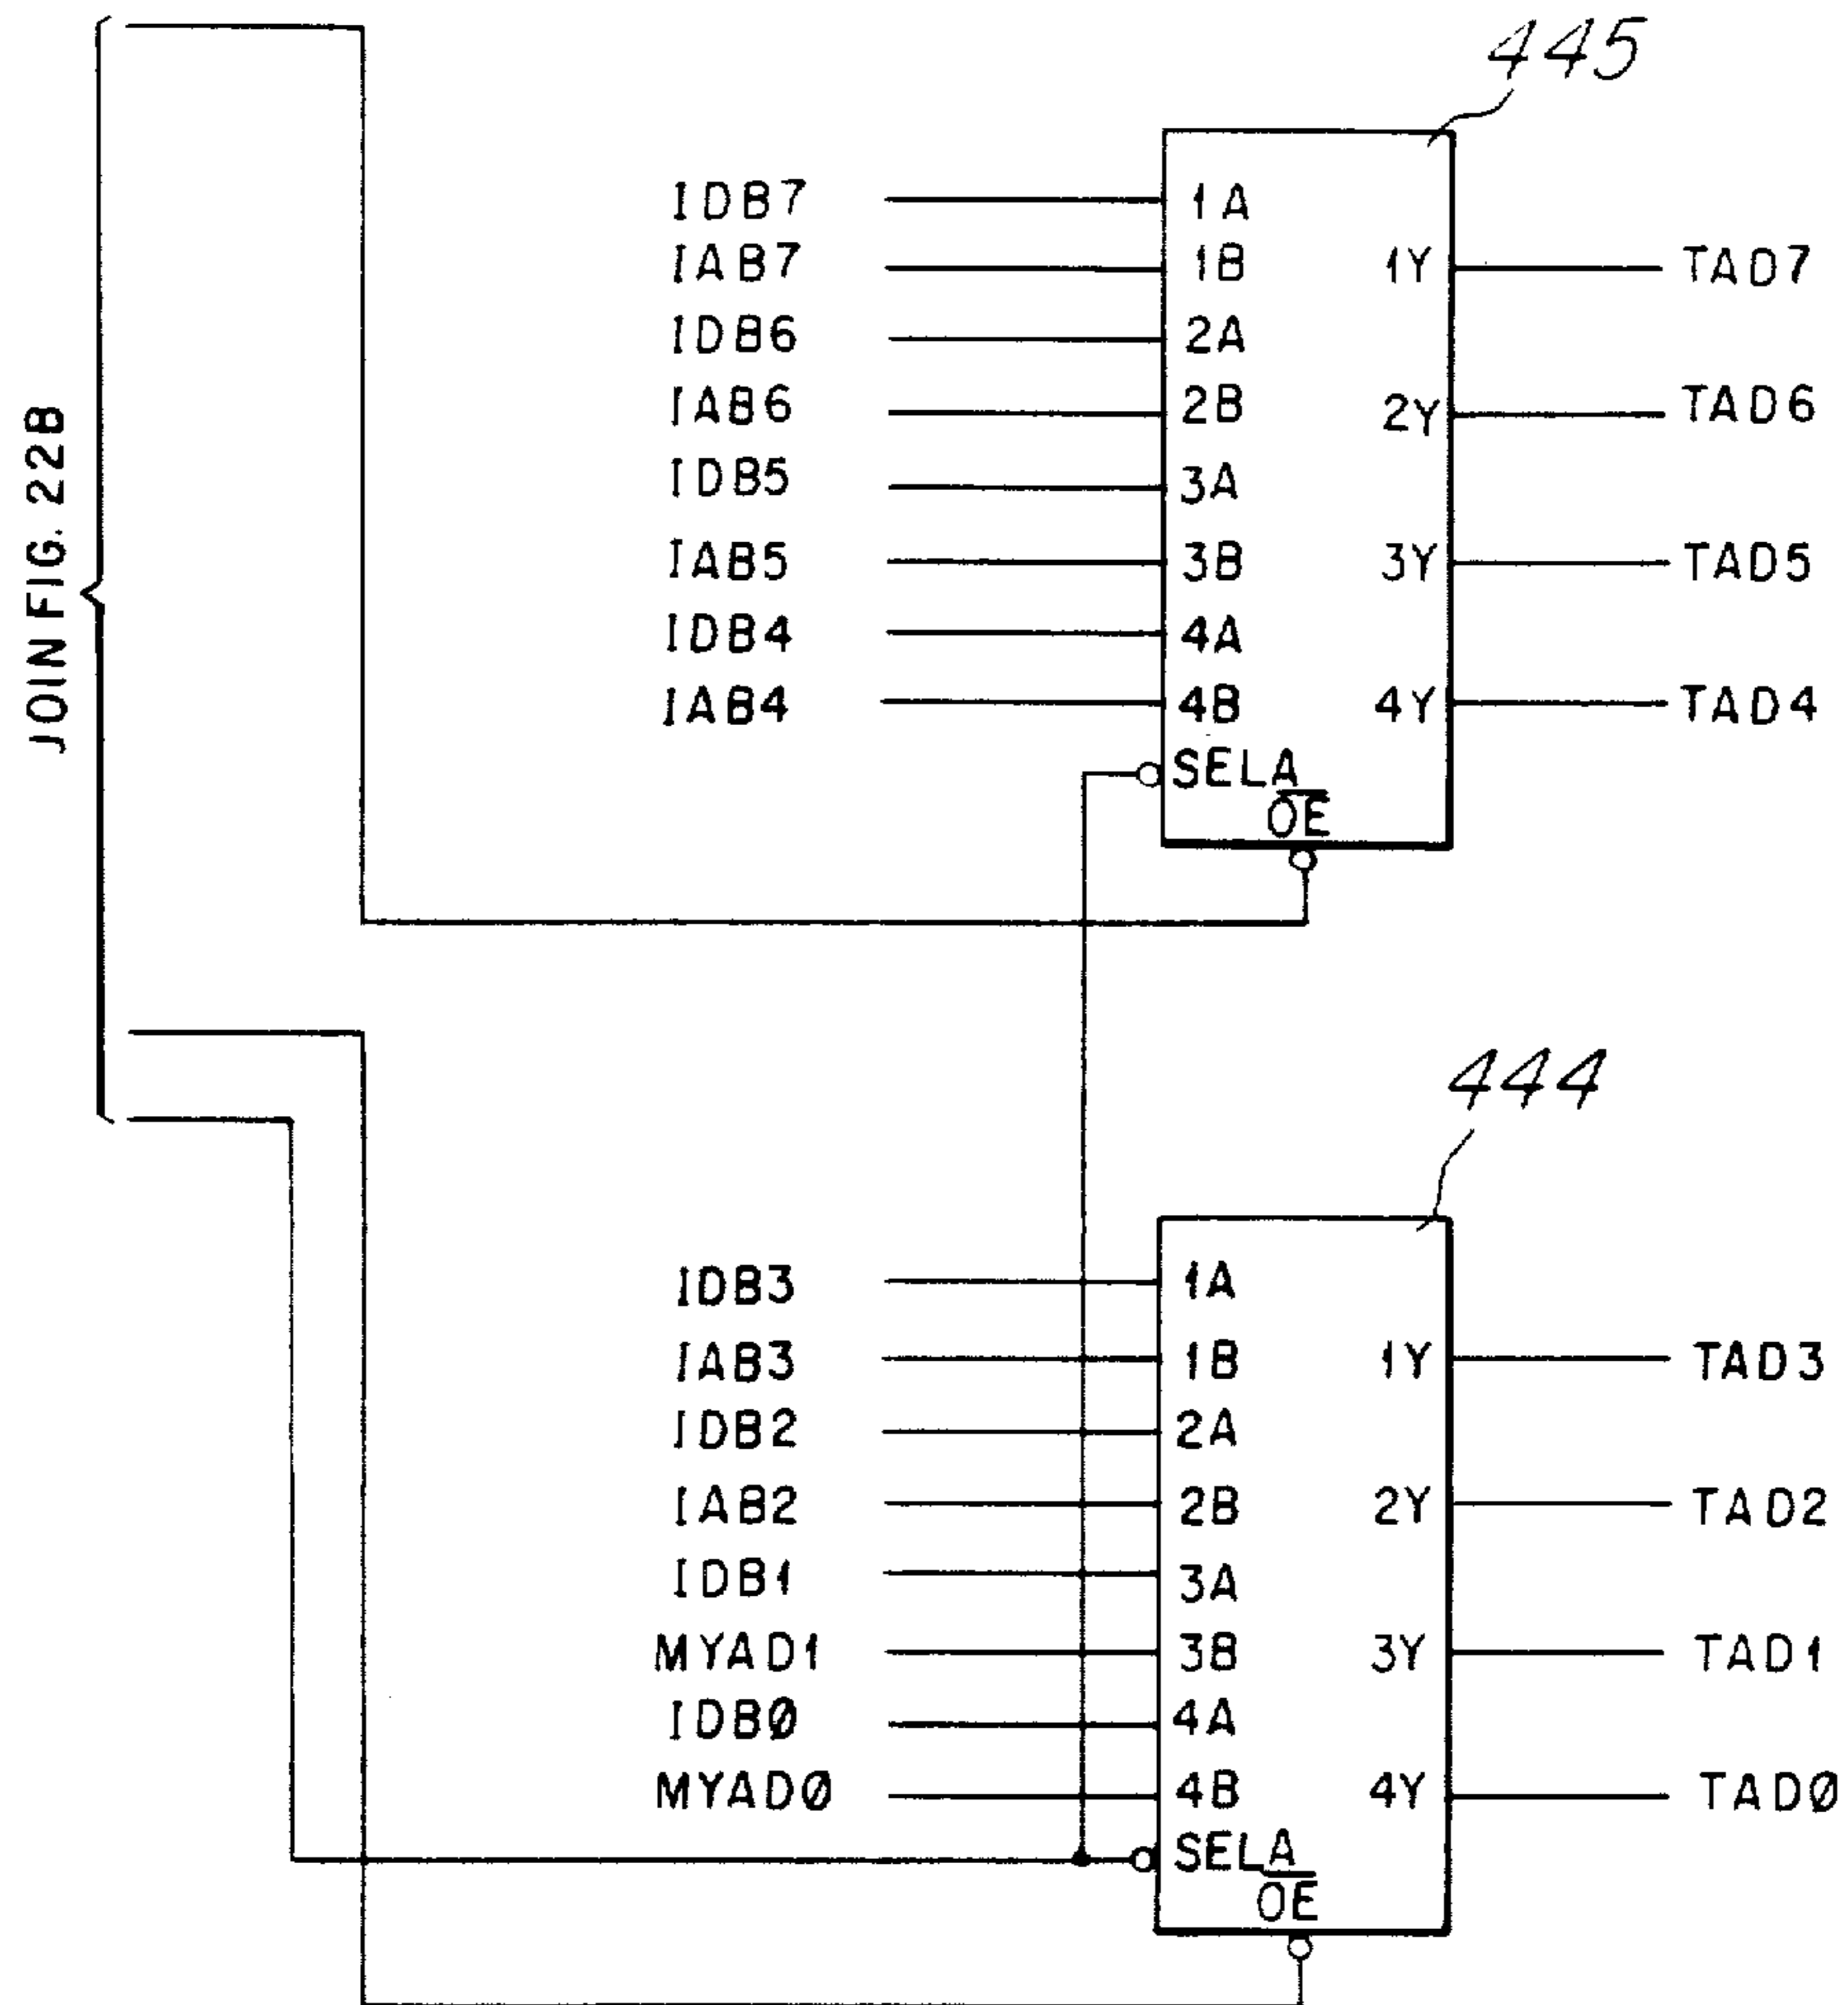 JOIN FIG. 22B
445
IDB7 1A
IAB7 1B 1Y TAD7
IDB6 2A
IAB6 2B 2Y TAD6
IDB5 3A
IAB5 3B 3Y TAD5
IDB4 4A
IAB4 4B 4Y TAD4
SELA
OE
444
IDB3 1A
IAB3 1B 1Y TAD3
IDB2 2A
IAB2 2B 2Y TAD2
IDB1 3A
MYAD1 3B 3Y TAD1
IDBØ 4A
MYADØ 4B 4Y TADØ
SELA
OE